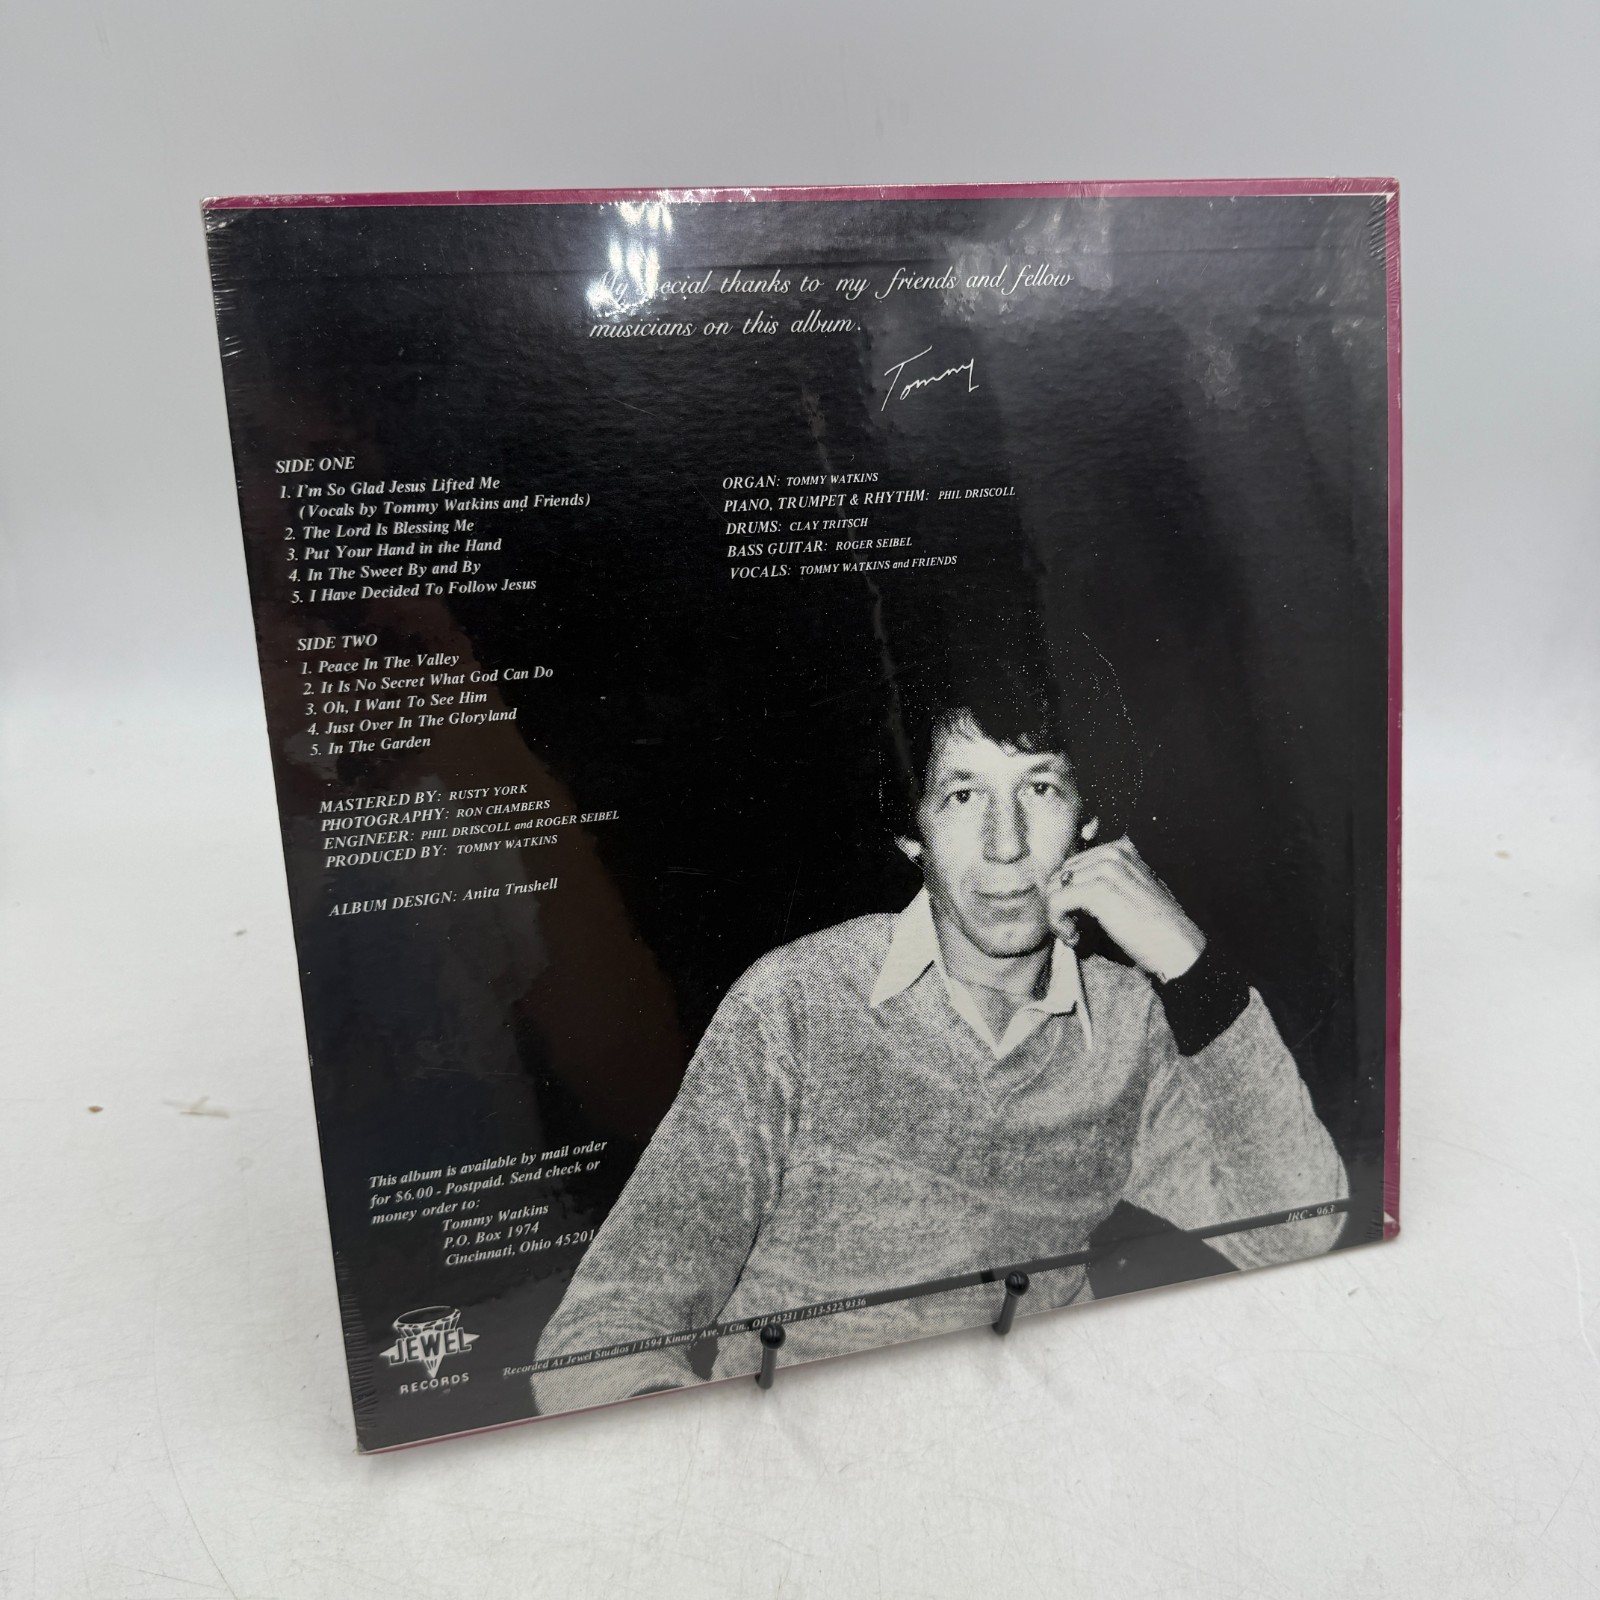 My special thanks to my friends and fellow
musicians on this album.
Tommy
SIDE ONE
1. I'm So Glad Jesus Lifted Me
(Vocals by Tommy Watkins and Friends)
2. The Lord Is Blessing Me
3. Put Your Hand in the Hand
4. In The Sweet By and By
5. I Have Decided To Follow Jesus
SIDE TWO
1. Peace In The Valley
2. It Is No Secret What God Can Do
3. Oh, I Want To See Him
4. Just Over In The Gloryland
5. In The Garden
MASTERED BY: RUSTY YORK
PHOTOGRAPHY: RON CHAMBERS
ENGINEER: PHIL DRISCOLL and ROGER SEIBEL
PRODUCED BY: TOMMY WATKINS
ALBUM DESIGN: Anita Trushell
ORGAN: TOMMY WATKINS
PIANO, TRUMPET & RHYTHM: PHIL DRISCOLL
DRUMS: CLAY TRITSCH
BASS GUITAR: ROGER SEIBEL
VOCALS: TOMMY WATKINS and FRIENDS
This album is available by mail order
for $6.00 - Postpaid. Send check or
money order to:
Tommy Watkins
P.O. Box 1974
Cincinnati, Ohio 45201
JEWEL
RECORDS
Recorded At Jewel Studios / 1594 Kinney Ave. / Cin., OH 45231 / 513-522-9336
JRC - 963